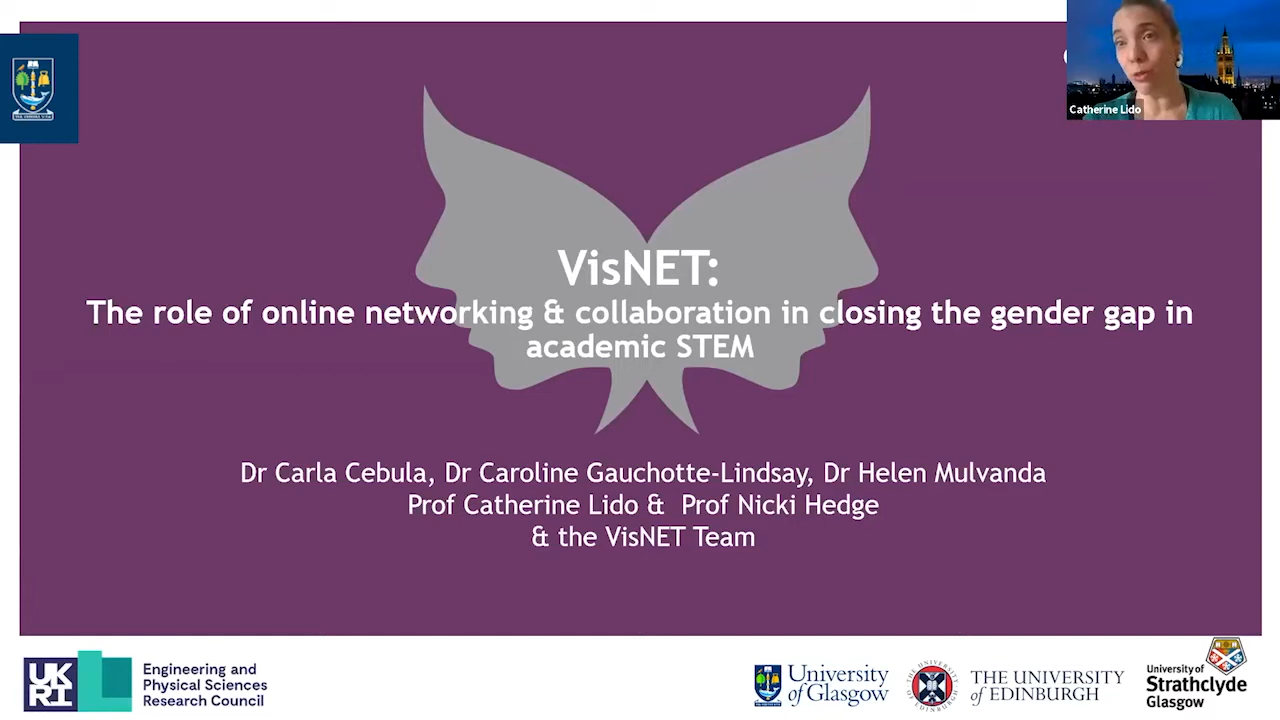 Catherine Lido
VisNET:
The role of online networking & collaboration in closing the gender gap in
academic STEM
Dr Carla Cebula, Dr Caroline Gauchotte-Lindsay, Dr Helen Mulvanda
Prof Catherine Lido & Prof Nicki Hedge
& the VisNET Team
UK
RI
Engineering and
Physical Sciences
Research Council
University
of Glasgow
THE UNIVERSITY
of EDINBURGH
University of
Strathclyde
Glasgow